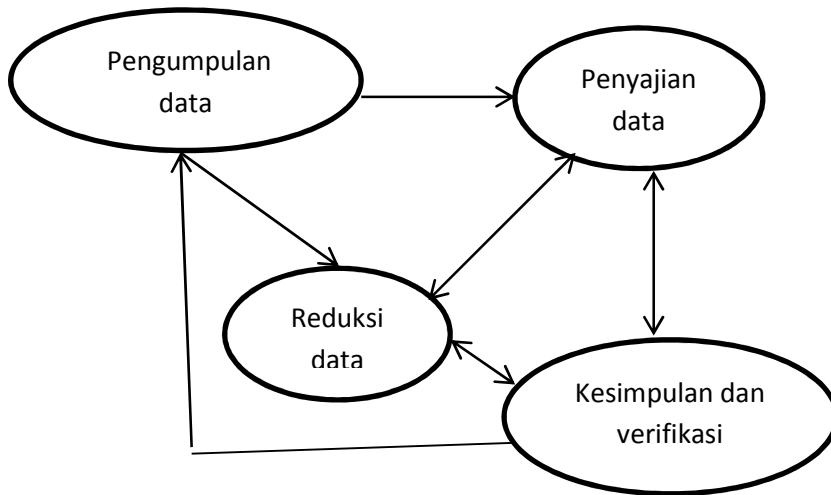 Pengumpulan
data
Penyajian
data
Reduksi
data
Kesimpulan dan
verifikasi